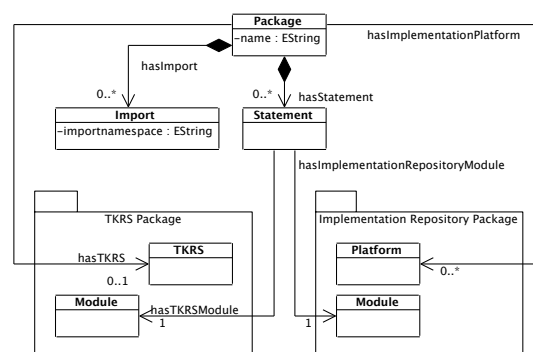 Package
-name : EString
hasImplementationPlatform
hasImport
0..*
0..*
hasStatement
Import
-importnamespace : EString
Statement
hasImplementationRepositoryModule
TKRS Package
Implementation Repository Package
TKRS
Platform
hasTKRS
0..1
0..*
Module
hasTKRSModule
1
1
Module